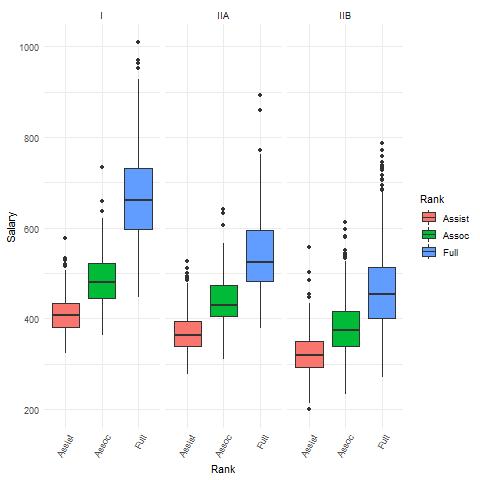 I IIA IIB
1000
800
600
400
200
Salary
Assist Assoc Full Assist Assoc Full Assist Assoc Full
Rank
Rank
Assist
Assoc
Full